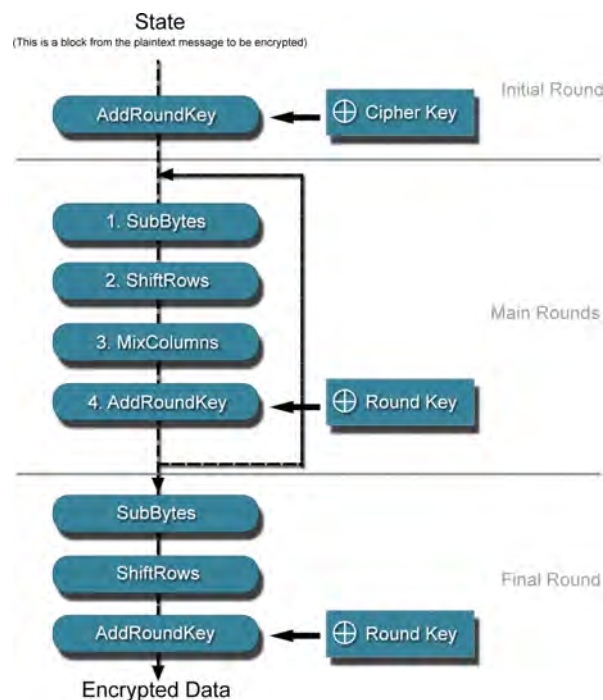 State
(This is a block from the plaintext message to be encrypted)
AddRoundKey
Cipher Key
Initial Round
1. SubBytes
2. ShiftRows
3. MixColumns
Main Rounds
4. AddRoundKey
Round Key
SubBytes
ShiftRows
Final Round
AddRoundKey
Round Key
Encrypted Data